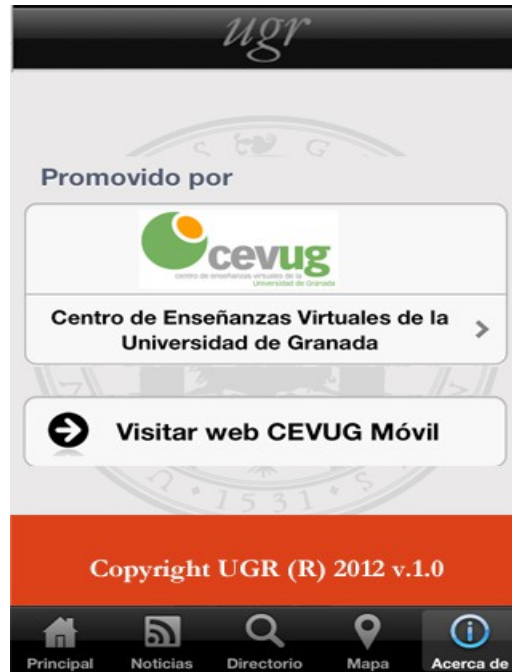 ugr
S G
Promovido por
cevug
centro de enseñanzas virtuales de la
Universidad de Granada
Centro de Enseñanzas Virtuales de la
Universidad de Granada
Visitar web CEVUG Móvil
1531
Copyright UGR (R) 2012 v.1.0
Principal Noticias Directorio Mapa Acerca de